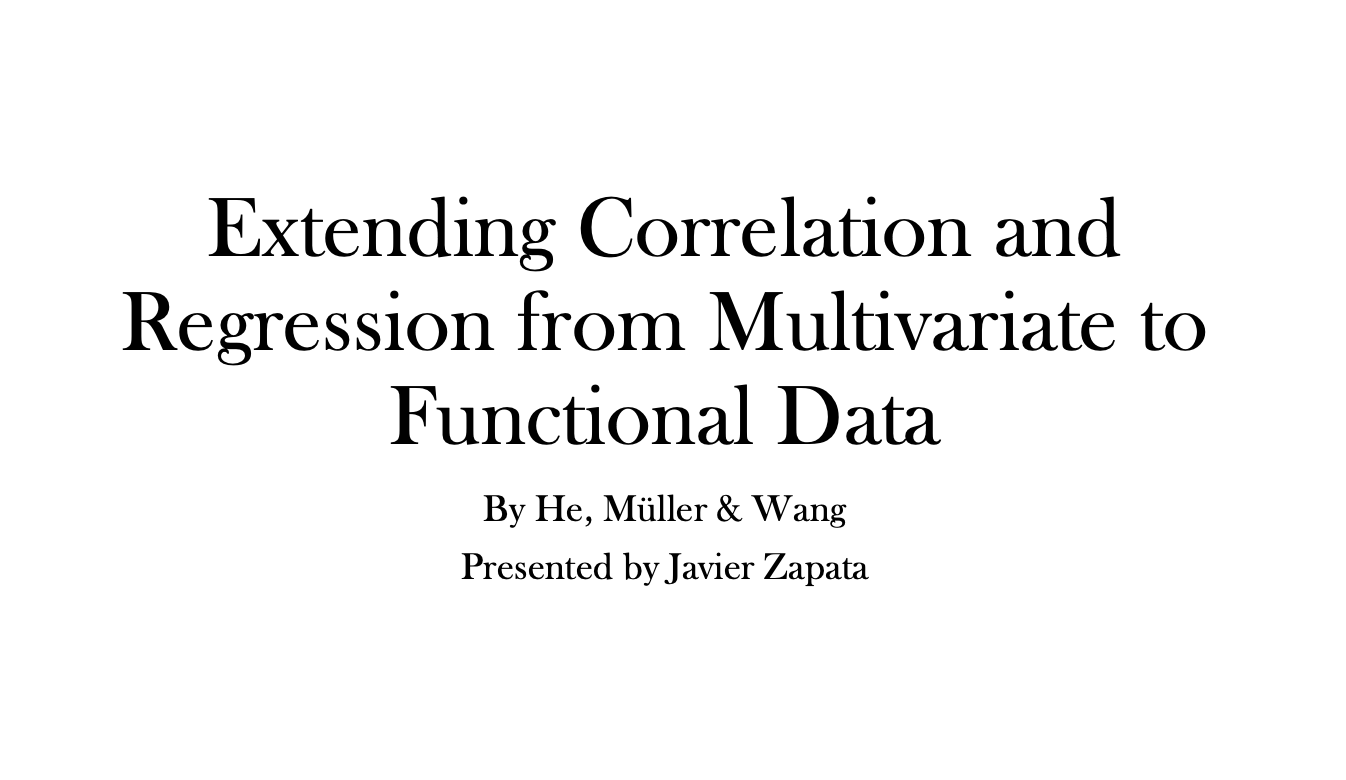 Extending Correlation and
Regression from Multivariate to
Functional Data
By He, Müller & Wang
Presented by Javier Zapata